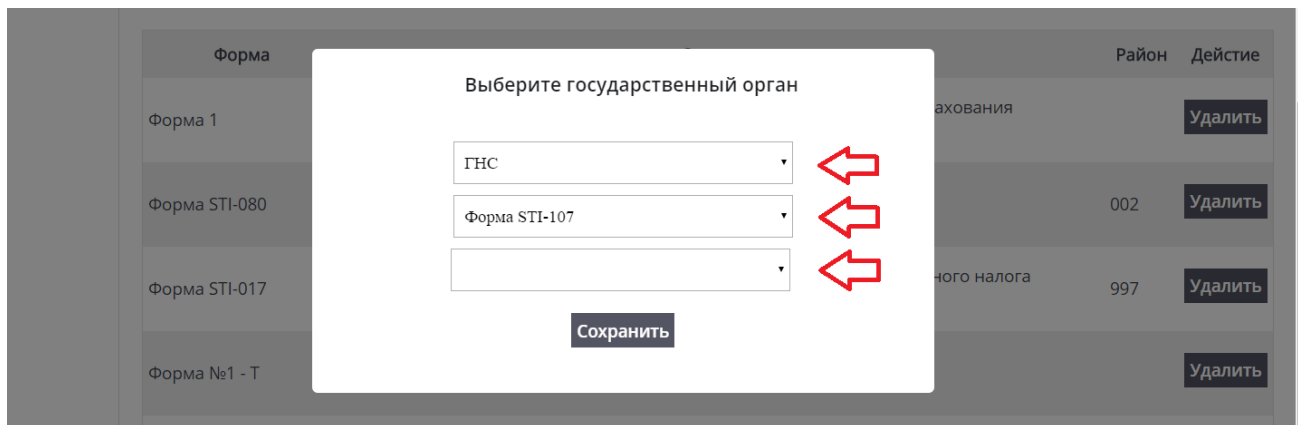 Форма Район Дейстие
Выберите государственный орган
Форма 1 ахования Удалить
ГНС
Форма STI-080 002 Удалить
Форма STI-107
Форма STI-017 ного налога 997 Удалить
Сохранить
Форма №1 - Т Удалить